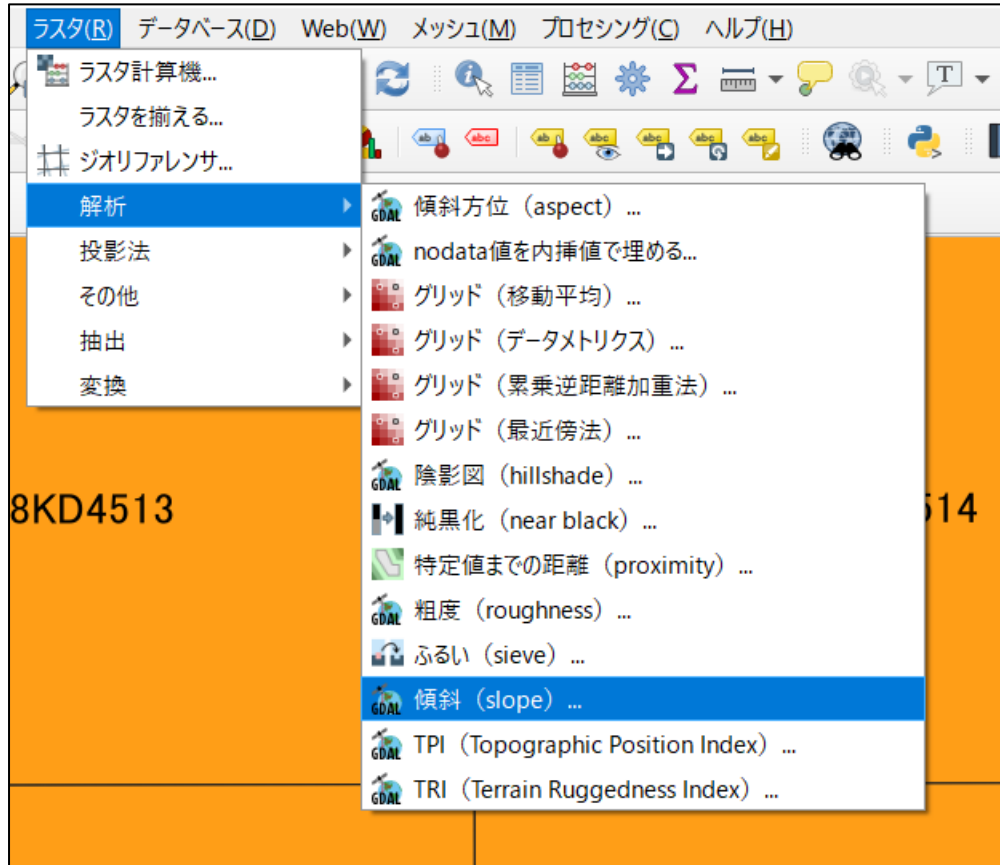 ラスタ(R) データベース(D) Web(W) メッシュ(M) プロセシング(C) ヘルプ(H)
ラスタ計算機...
ラスタを揃える...
ジオリファレンサ...
解析
投影法
その他
抽出
変換
傾斜方位（aspect）...
nodata値を内挿値で埋める...
グリッド（移動平均）...
グリッド（データメトリクス）...
グリッド（累乗逆距離加重法）...
グリッド（最近傍法）...
陰影図（hillshade）...
純黒化（near black）...
特定値までの距離（proximity）...
粗度（roughness）...
ふるい（sieve）...
傾斜（slope）...
TPI（Topographic Position Index）...
TRI（Terrain Ruggedness Index）...
8KD4513
514